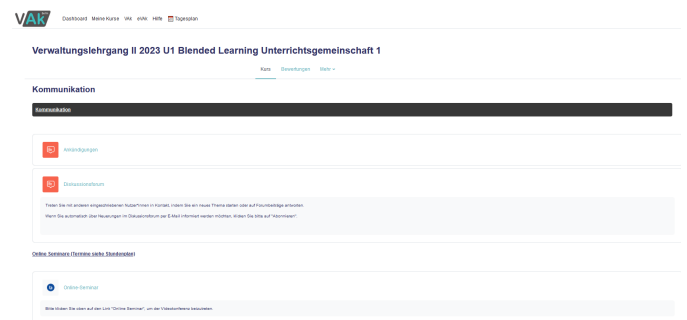 VAk
Dashboard Meine Kurse VAk eVAk Hilfe Tagesplan
Verwaltungslehrgang II 2023 U1 Blended Learning Unterrichtsgemeinschaft 1
Kurs Bewertungen Mehr
Kommunikation
Kommunikation
Ankündigungen
Diskussionsforum
Treten Sie mit anderen eingeschriebenen Nutzer*innen in Kontakt, indem Sie ein neues Thema starten oder auf Forumbeiträge antworten.
Wenn Sie automatisch über Neuerungen im Diskussionsforum per E-Mail informiert werden möchten, klicken Sie bitte auf "Abonnieren".
Online Seminare (Termine siehe Stundenplan)
Online-Seminar
Bitte klicken Sie oben auf den Link "Online Seminar", um der Videokonferenz beizutreten.